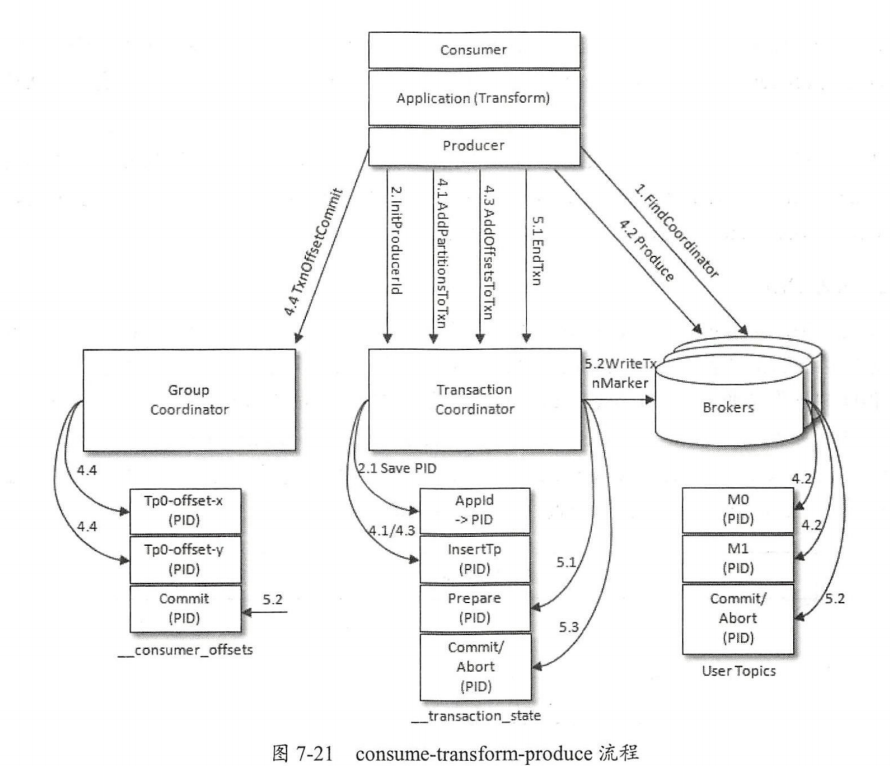 Consumer
Application (Transform)
Producer
4.4 TxnOffsetCommit
2. InitProducerId
4.1 AddPartitionsToTxn
4.3 AddOffsetsToTxn
5.1 EndTxn
4.2 Produce
1. FindCoordinator
Group
Coordinator
Transaction
Coordinator
5.2WriteTx
nMarker
Brokers
4.4
4.4
Tp0-offset-x
(PID)
Tp0-offset-y
(PID)
Commit
(PID)
5.2
__consumer_offsets
2.1 Save PID
4.1/4.3
AppId
-> PID
InsertTp
(PID)
Prepare
(PID)
Commit/
Abort
(PID)
5.1
5.3
__transaction_state
4.2
4.2
5.2
M0
(PID)
M1
(PID)
Commit/
Abort
(PID)
User Topics
图 7-21 consume-transform-produce 流程